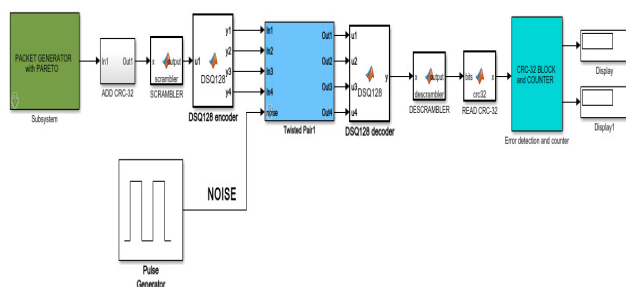 PACKET GENERATOR
with PARETO
Subsystem
In1
Out1
ADD CRC-32
x
output
scrambler
SCRAMBLER
u1
y1
y2
y3
y4
DSQ128
DSQ128 encoder
In1
In2
In3
In4
Out1
Out2
Out3
Out4
Twisted Pair1
u1
u2
u3
u4
y
DSQ128
DSQ128 decoder
x
output
descrambler
DESCRAMBLER
bits
x
crc32
READ CRC-32
CRC-32 BLOCK
and COUNTER
Error detection and counter
Display
Display1
NOISE
Pulse
Generator